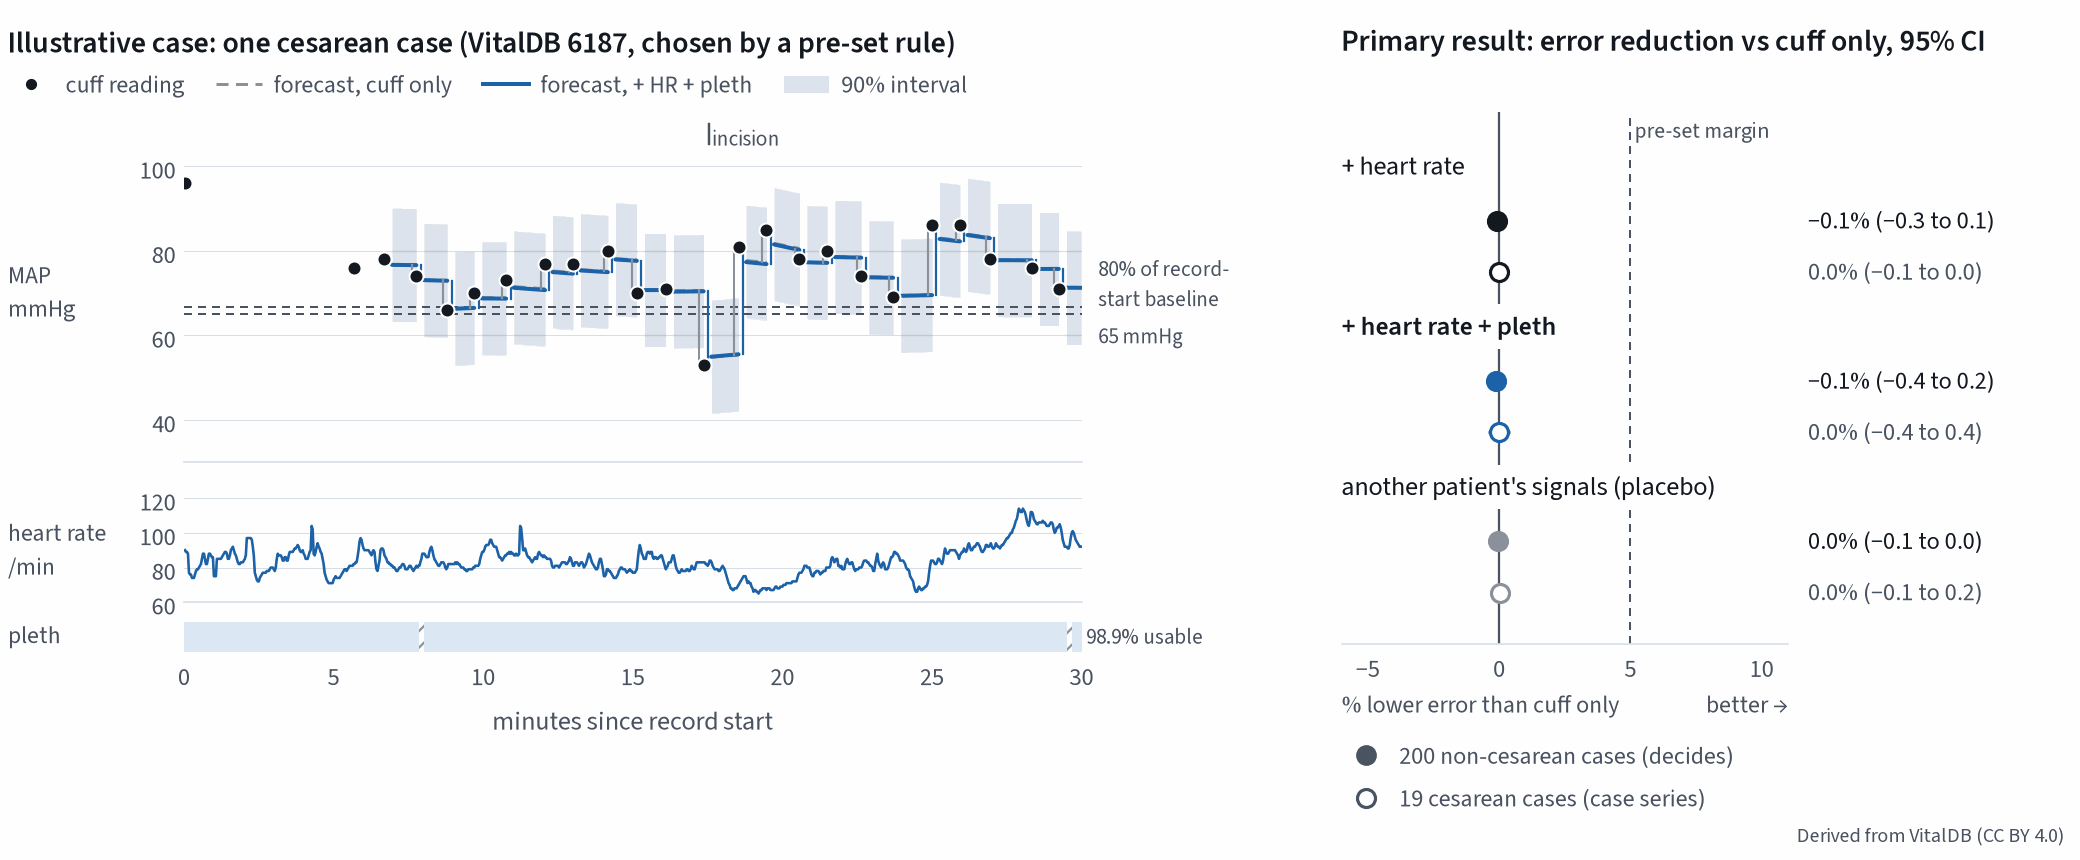 Illustrative case: one cesarean case (VitalDB 6187, chosen by a pre-set rule)
cuff reading
forecast, cuff only
forecast, + HR + pleth
90% interval
incision
100
80
60
40
MAP
mmHg
80% of record-
start baseline
65 mmHg
120
100
80
60
heart rate
/min
pleth
98.9% usable
0 5 10 15 20 25 30
minutes since record start
Primary result: error reduction vs cuff only, 95% CI
pre-set margin
+ heart rate
−0.1% (−0.3 to 0.1)
0.0% (−0.1 to 0.0)
+ heart rate + pleth
−0.1% (−0.4 to 0.2)
0.0% (−0.4 to 0.4)
another patient's signals (placebo)
0.0% (−0.1 to 0.0)
0.0% (−0.1 to 0.2)
−5 0 5 10
% lower error than cuff only
better →
200 non-cesarean cases (decides)
19 cesarean cases (case series)
Derived from VitalDB (CC BY 4.0)